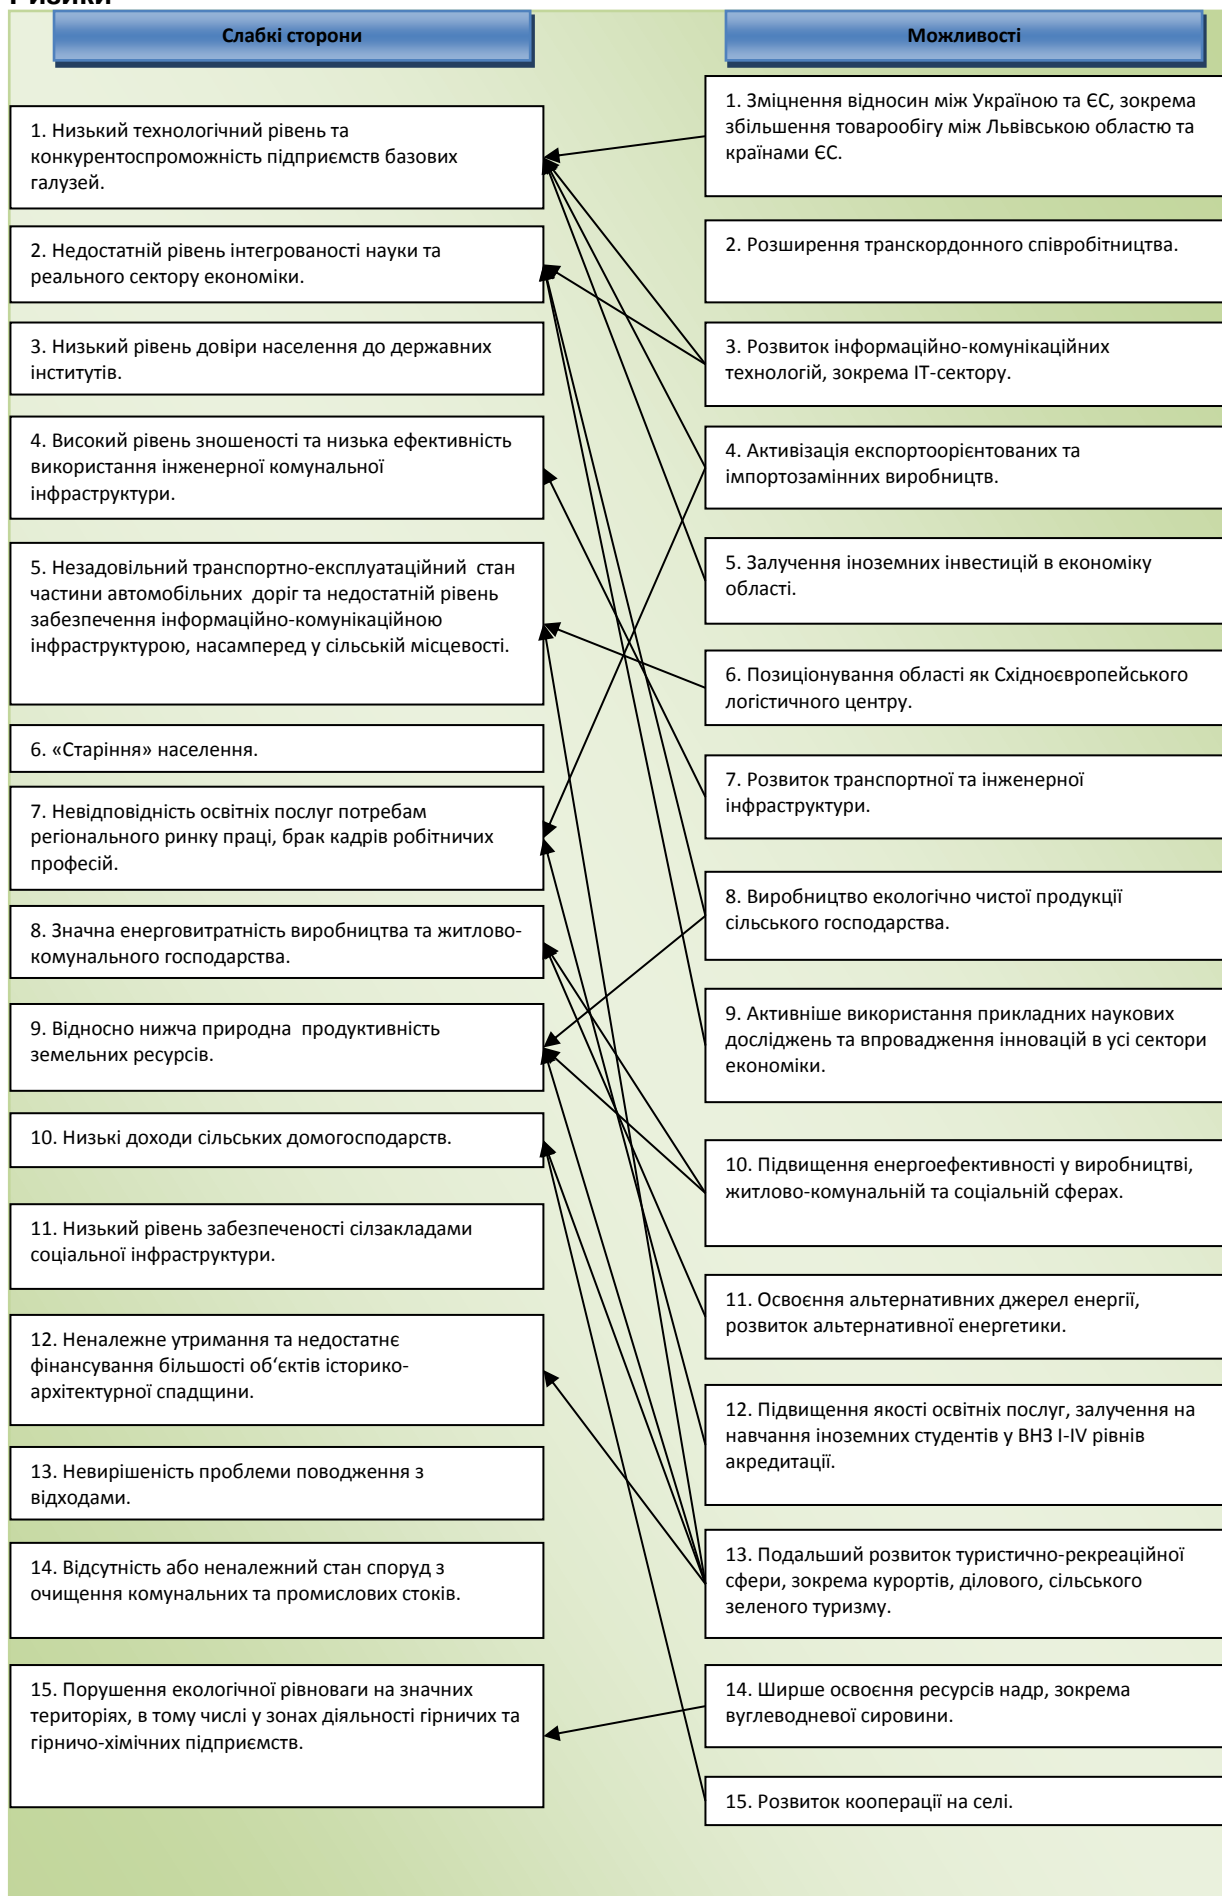 Ризики
Слабкі сторони
1. Низький технологічний рівень та
конкурентоспроможність підприємств базових
галузей.
2. Недостатній рівень інтегрованості науки та
реального сектору економіки.
3. Низький рівень довіри населення до державних
інститутів.
4. Високий рівень зношеності та низька ефективність
використання інженерної комунальної
інфраструктури.
5. Незадовільний транспортно-експлуатаційний стан
частини автомобільних доріг та недостатній рівень
забезпечення інформаційно-комунікаційною
інфраструктурою, насамперед у сільській місцевості.
6. «Старіння» населення.
7. Невідповідність освітніх послуг потребам
регіонального ринку праці, брак кадрів робітничих
професій.
8. Значна енерговитратність виробництва та житлово-
комунального господарства.
9. Відносно нижча природна продуктивність
земельних ресурсів.
10. Низькі доходи сільських домогосподарств.
11. Низький рівень забезпеченості сілзакладами
соціальної інфраструктури.
12. Неналежне утримання та недостатнє
фінансування більшості об‘єктів історико-
архітектурної спадщини.
13. Невирішеність проблеми поводження з
відходами.
14. Відсутність або неналежний стан споруд з
очищення комунальних та промислових стоків.
15. Порушення екологічної рівноваги на значних
територіях, в тому числі у зонах діяльності гірничих та
гірничо-хімічних підприємств.
Можливості
1. Зміцнення відносин між Україною та ЄС, зокрема
збільшення товарообігу між Львівською областю та
країнами ЄС.
2. Розширення транскордонного співробітництва.
3. Розвиток інформаційно-комунікаційних
технологій, зокрема ІТ-сектору.
4. Активізація експортоорієнтованих та
імпортозамінних виробництв.
5. Залучення іноземних інвестицій в економіку
області.
6. Позиціонування області як Східноєвропейського
логістичного центру.
7. Розвиток транспортної та інженерної
інфраструктури.
8. Виробництво екологічно чистої продукції
сільського господарства.
9. Активніше використання прикладних наукових
досліджень та впровадження інновацій в усі сектори
економіки.
10. Підвищення енергоефективності у виробництві,
житлово-комунальній та соціальній сферах.
11. Освоєння альтернативних джерел енергії,
розвиток альтернативної енергетики.
12. Підвищення якості освітніх послуг, залучення на
навчання іноземних студентів у ВНЗ І-IV рівнів
акредитації.
13. Подальший розвиток туристично-рекреаційної
сфери, зокрема курортів, ділового, сільського
зеленого туризму.
14. Ширше освоєння ресурсів надр, зокрема
вуглеводневої сировини.
15. Розвиток кооперації на селі.